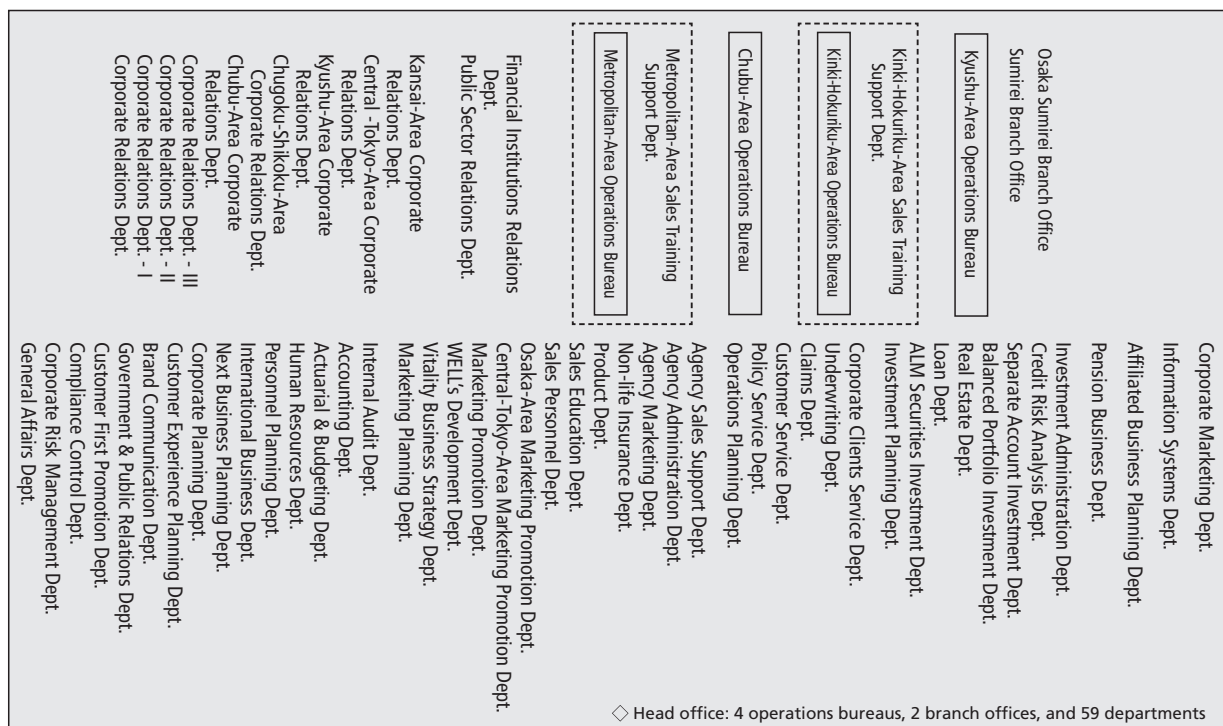 Osaka Sumirei Branch Office
Sumirei Branch Office
Kyushu-Area Operations Bureau
Kinki-Hokuriku-Area Sales Training
Support Dept.
Kinki-Hokuriku-Area Operations Bureau
Chubu-Area Operations Bureau
Metropolitan-Area Sales Training
Support Dept.
Metropolitan-Area Operations Bureau
Financial Institutions Relations
Dept.
Public Sector Relations Dept.
Kansai-Area Corporate
Relations Dept.
Central -Tokyo-Area Corporate
Relations Dept.
Kyushu-Area Corporate
Relations Dept.
Chugoku-Shikoku-Area
Corporate Relations Dept.
Chubu-Area Corporate
Relations Dept.
Corporate Relations Dept. - III
Corporate Relations Dept. - II
Corporate Relations Dept. - I
Corporate Relations Dept.
Corporate Marketing Dept.
Information Systems Dept.
Affiliated Business Planning Dept.
Pension Business Dept.
Investment Administration Dept.
Credit Risk Analysis Dept.
Separate Account Investment Dept.
Balanced Portfolio Investment Dept.
Real Estate Dept.
Loan Dept.
ALM Securities Investment Dept.
Investment Planning Dept.
Corporate Clients Service Dept.
Underwriting Dept.
Claims Dept.
Customer Service Dept.
Policy Service Dept.
Operations Planning Dept.
Agency Sales Support Dept.
Agency Administration Dept.
Agency Marketing Dept.
Non-life Insurance Dept.
Product Dept.
Sales Education Dept.
Sales Personnel Dept.
Osaka-Area Marketing Promotion Dept.
Central-Tokyo-Area Marketing Promotion Dept.
Marketing Promotion Dept.
WELL's Development Dept.
Vitality Business Strategy Dept.
Marketing Planning Dept.
Internal Audit Dept.
Accounting Dept.
Actuarial & Budgeting Dept.
Human Resources Dept.
Personnel Planning Dept.
International Business Dept.
Next Business Planning Dept.
Corporate Planning Dept.
Customer Experience Planning Dept.
Brand Communication Dept.
Government & Public Relations Dept.
Customer First Promotion Dept.
Compliance Control Dept.
Corporate Risk Management Dept.
General Affairs Dept.
◇ Head office: 4 operations bureaus, 2 branch offices, and 59 departments